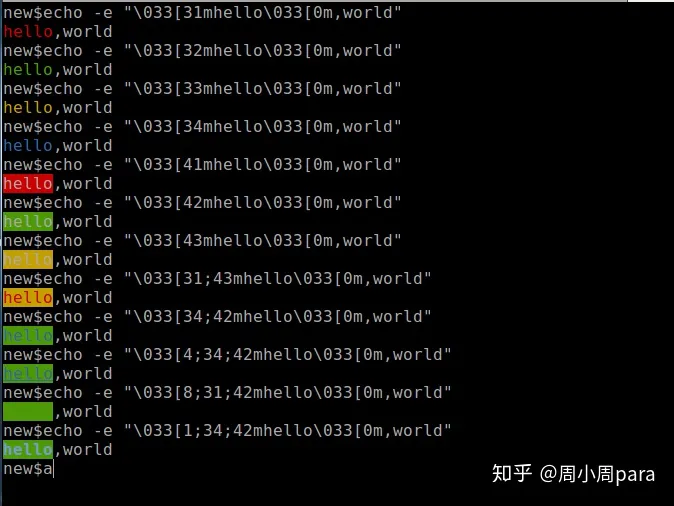 new$echo -e "\033[31mhello\033[0m,world"
hello,world
new$echo -e "\033[32mhello\033[0m,world"
hello,world
new$echo -e "\033[33mhello\033[0m,world"
hello,world
new$echo -e "\033[34mhello\033[0m,world"
hello,world
new$echo -e "\033[41mhello\033[0m,world"
hello,world
new$echo -e "\033[42mhello\033[0m,world"
hello,world
new$echo -e "\033[43mhello\033[0m,world"
hello,world
new$echo -e "\033[31;43mhello\033[0m,world"
hello,world
new$echo -e "\033[34;42mhello\033[0m,world"
hello,world
new$echo -e "\033[4;34;42mhello\033[0m,world"
hello,world
new$echo -e "\033[8;31;42mhello\033[0m,world"
,world
new$echo -e "\033[1;34;42mhello\033[0m,world"
hello,world
new$a
知乎 @周小周para